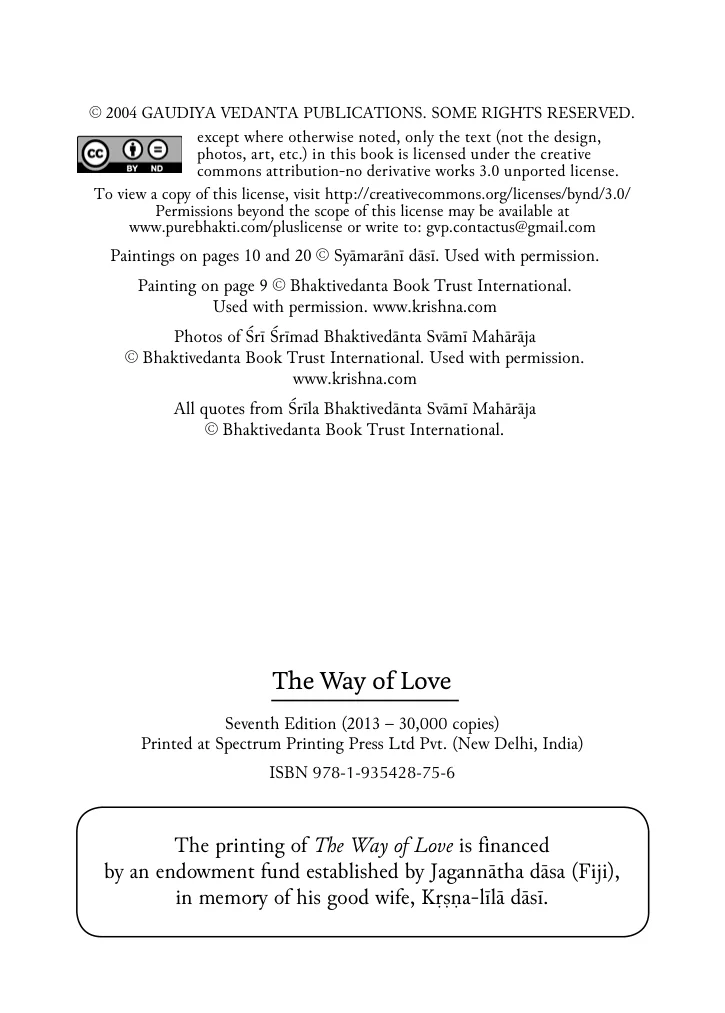 © 2004 GAUDIYA VEDANTA PUBLICATIONS. SOME RIGHTS RESERVED.
cc BY ND
except where otherwise noted, only the text (not the design,
photos, art, etc.) in this book is licensed under the creative
commons attribution-no derivative works 3.0 unported license.
To view a copy of this license, visit http://creativecommons.org/licenses/bynd/3.0/
Permissions beyond the scope of this license may be available at
www.purebhakti.com/pluslicense or write to: gvp.contactus@gmail.com
Paintings on pages 10 and 20 © Syāmarānī dāsī. Used with permission.
Painting on page 9 © Bhaktivedanta Book Trust International.
Used with permission. www.krishna.com
Photos of Śrī Śrīmad Bhaktivedānta Svāmī Mahārāja
© Bhaktivedanta Book Trust International. Used with permission.
www.krishna.com
All quotes from Śrīla Bhaktivedānta Svāmī Mahārāja
© Bhaktivedanta Book Trust International.
The Way of Love
Seventh Edition (2013 – 30,000 copies)
Printed at Spectrum Printing Press Ltd Pvt. (New Delhi, India)
ISBN 978-1-935428-75-6
The printing of The Way of Love is financed
by an endowment fund established by Jagannātha dāsa (Fiji),
in memory of his good wife, Kṛṣṇa-līlā dāsī.